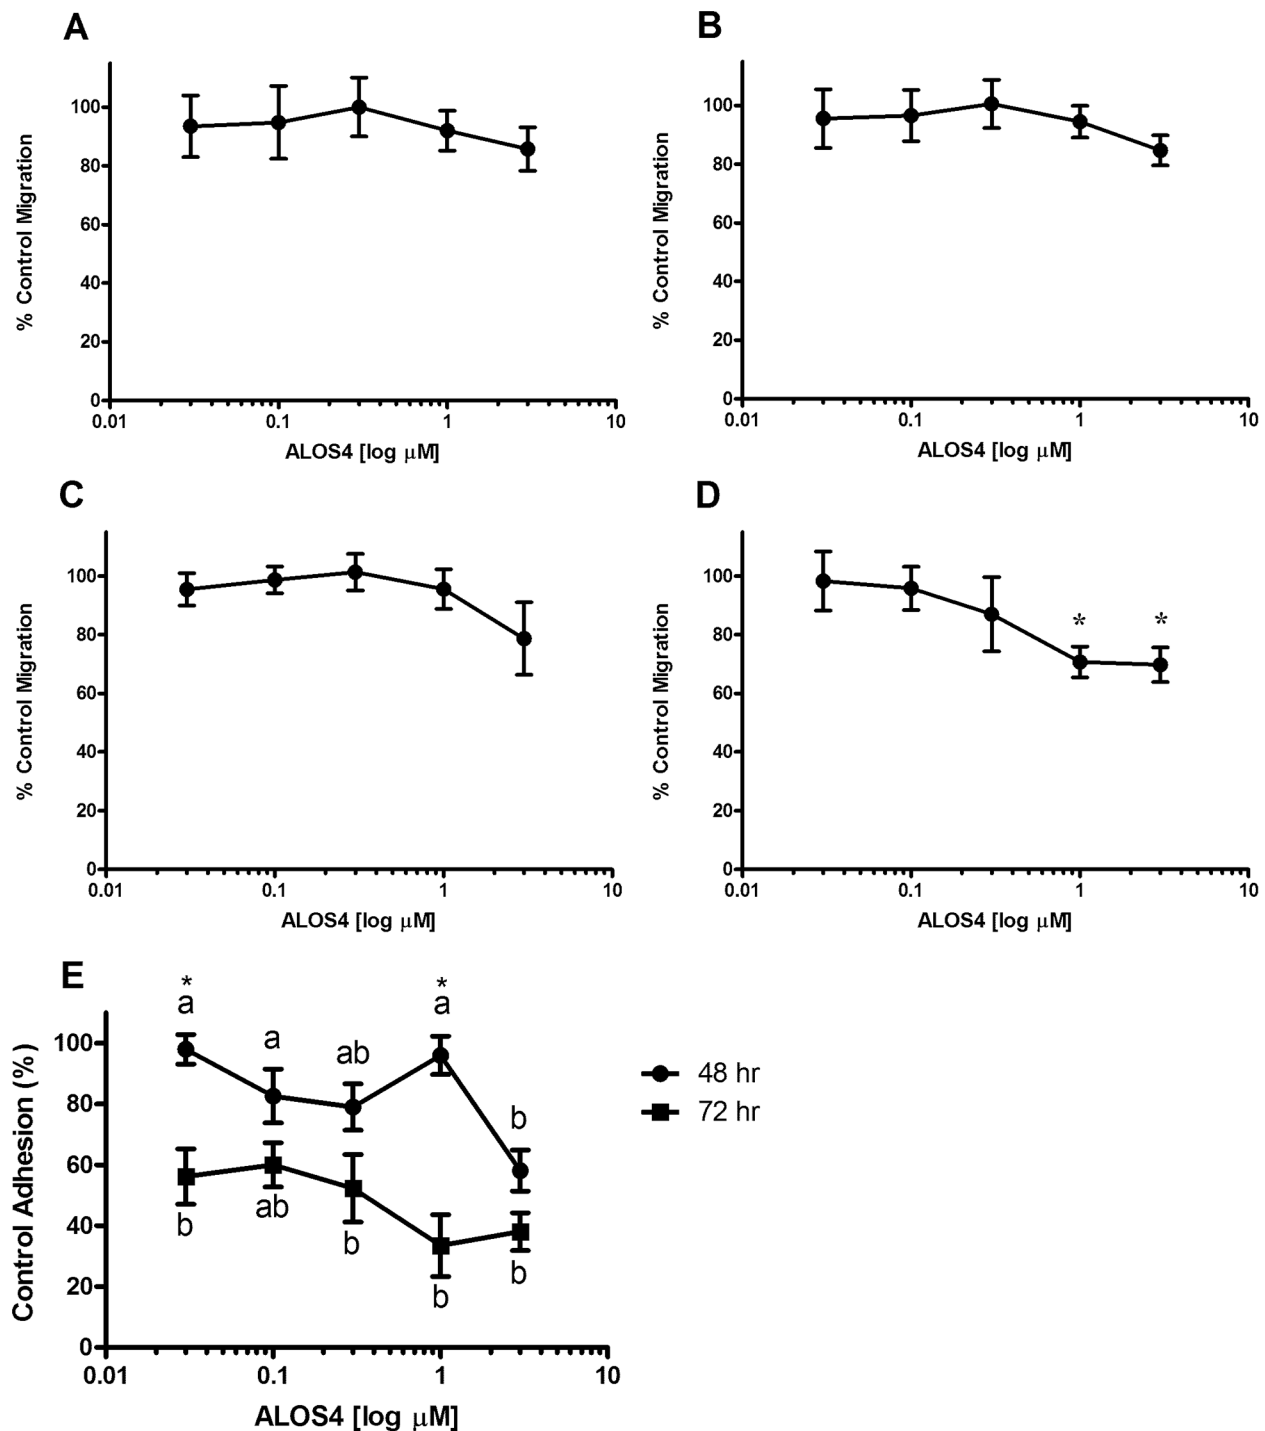 A
% Control Migration
100
80
60
40
20
0
0.01 0.1 1 10
ALOS4 [log μM]
B
% Control Migration
100
80
60
40
20
0
0.01 0.1 1 10
ALOS4 [log μM]
C
% Control Migration
100
80
60
40
20
0
0.01 0.1 1 10
ALOS4 [log μM]
D
% Control Migration
100
80
60
40
20
0
* *
0.01 0.1 1 10
ALOS4 [log μM]
E
Control Adhesion (%)
100
80
60
40
20
0
* *
a a ab a b
b ab b b b
0.01 0.1 1 10
ALOS4 [log μM]
48 hr
72 hr